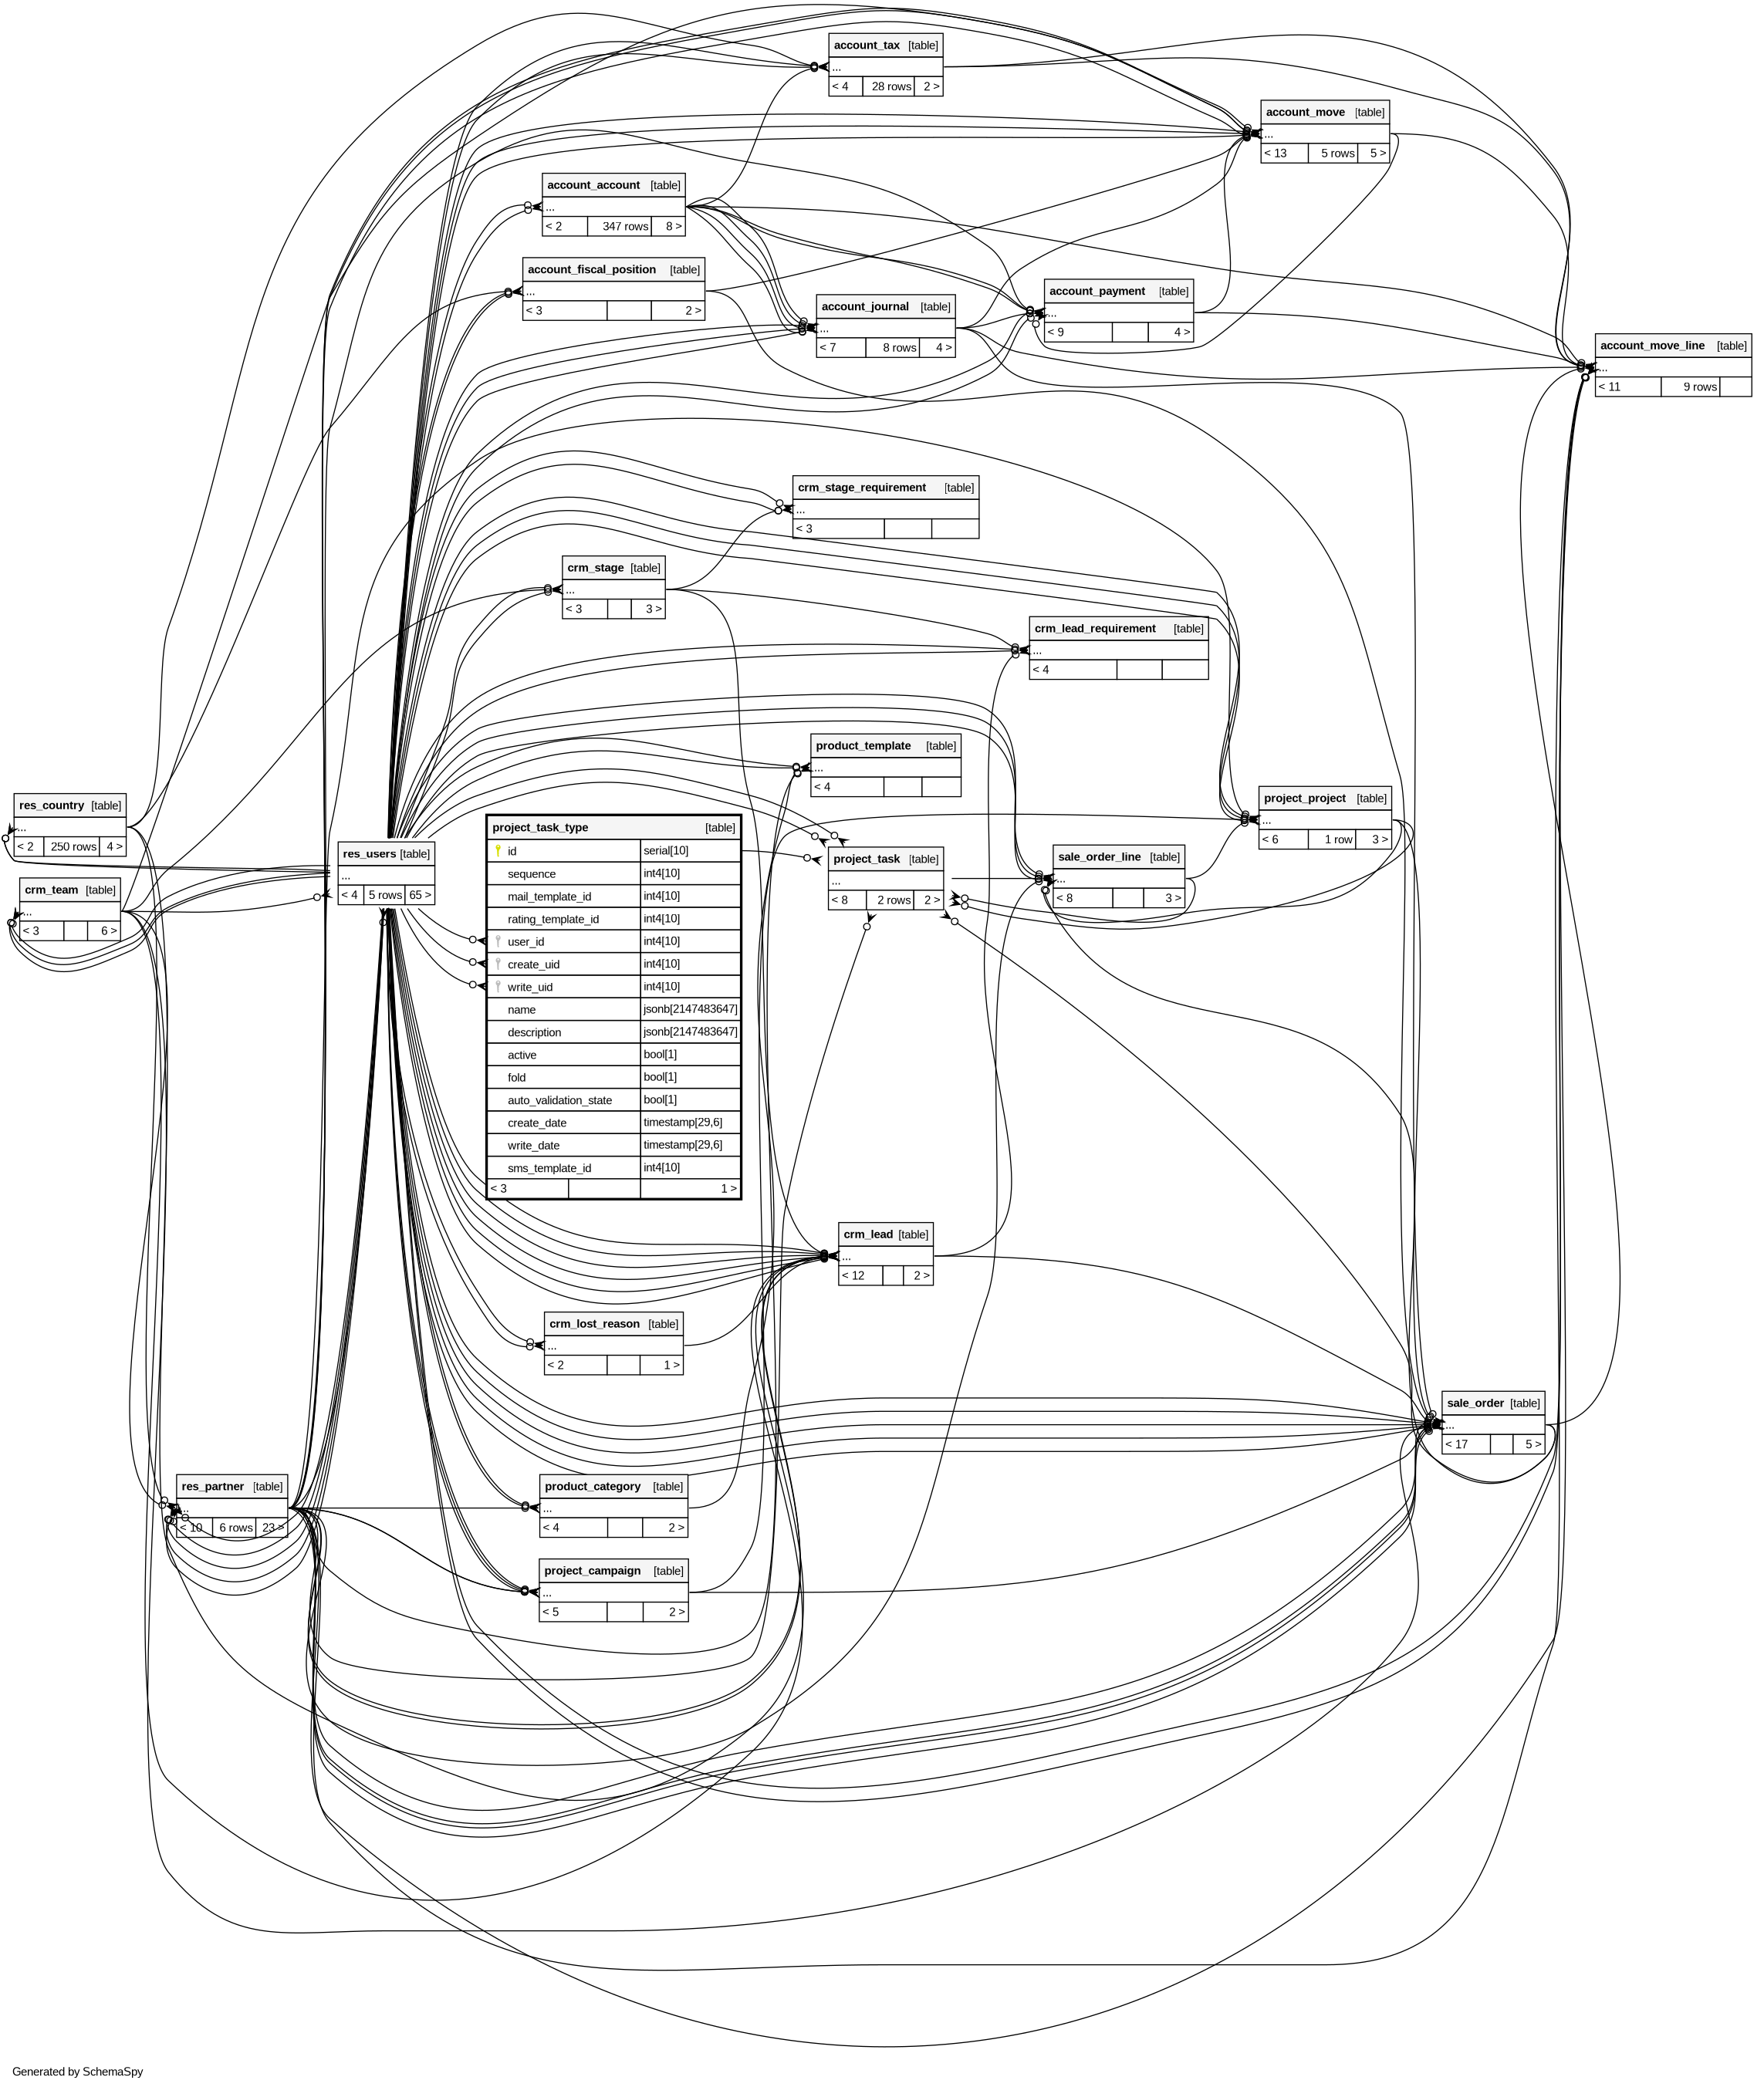 account_tax [table]
...
< 4 28 rows 2 >
account_move [table]
...
< 13 5 rows 5 >
account_account [table]
...
< 2 347 rows 8 >
account_fiscal_position [table]
...
< 3 2 >
account_payment [table]
...
< 9 4 >
account_journal [table]
...
< 7 8 rows 4 >
account_move_line [table]
...
< 11 9 rows
crm_stage_requirement [table]
...
< 3
crm_stage [table]
...
< 3 3 >
crm_lead_requirement [table]
...
< 4
product_template [table]
...
< 4
project_project [table]
...
< 6 1 row 3 >
res_country [table]
...
< 2 250 rows 4 >
res_users [table]
...
< 4 5 rows 65 >
crm_team [table]
...
< 3 6 >
project_task_type [table]
id serial[10]
sequence int4[10]
mail_template_id int4[10]
rating_template_id int4[10]
user_id int4[10]
create_uid int4[10]
write_uid int4[10]
name jsonb[2147483647]
description jsonb[2147483647]
active bool[1]
fold bool[1]
auto_validation_state bool[1]
create_date timestamp[29,6]
write_date timestamp[29,6]
sms_template_id int4[10]
< 3 1 >
project_task [table]
...
< 8 2 rows 2 >
sale_order_line [table]
...
< 8 3 >
crm_lead [table]
...
< 12 2 >
crm_lost_reason [table]
...
< 2 1 >
sale_order [table]
...
< 17 5 >
res_partner [table]
...
< 10 6 rows 23 >
product_category [table]
...
< 4 2 >
project_campaign [table]
...
< 5 2 >
Generated by SchemaSpy